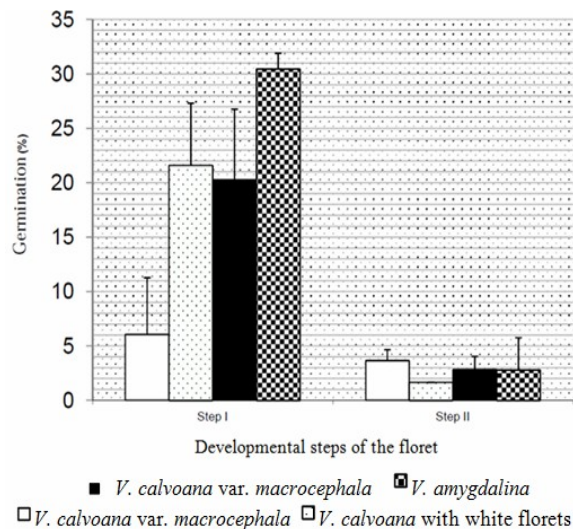 35
30
25
20
15
10
5
0
Germination (%)
Step I Step II
Developmental steps of the floret
V. calvoana var. macrocephala V. amygdalina
V. calvoana var. macrocephala V. calvoana with white florets